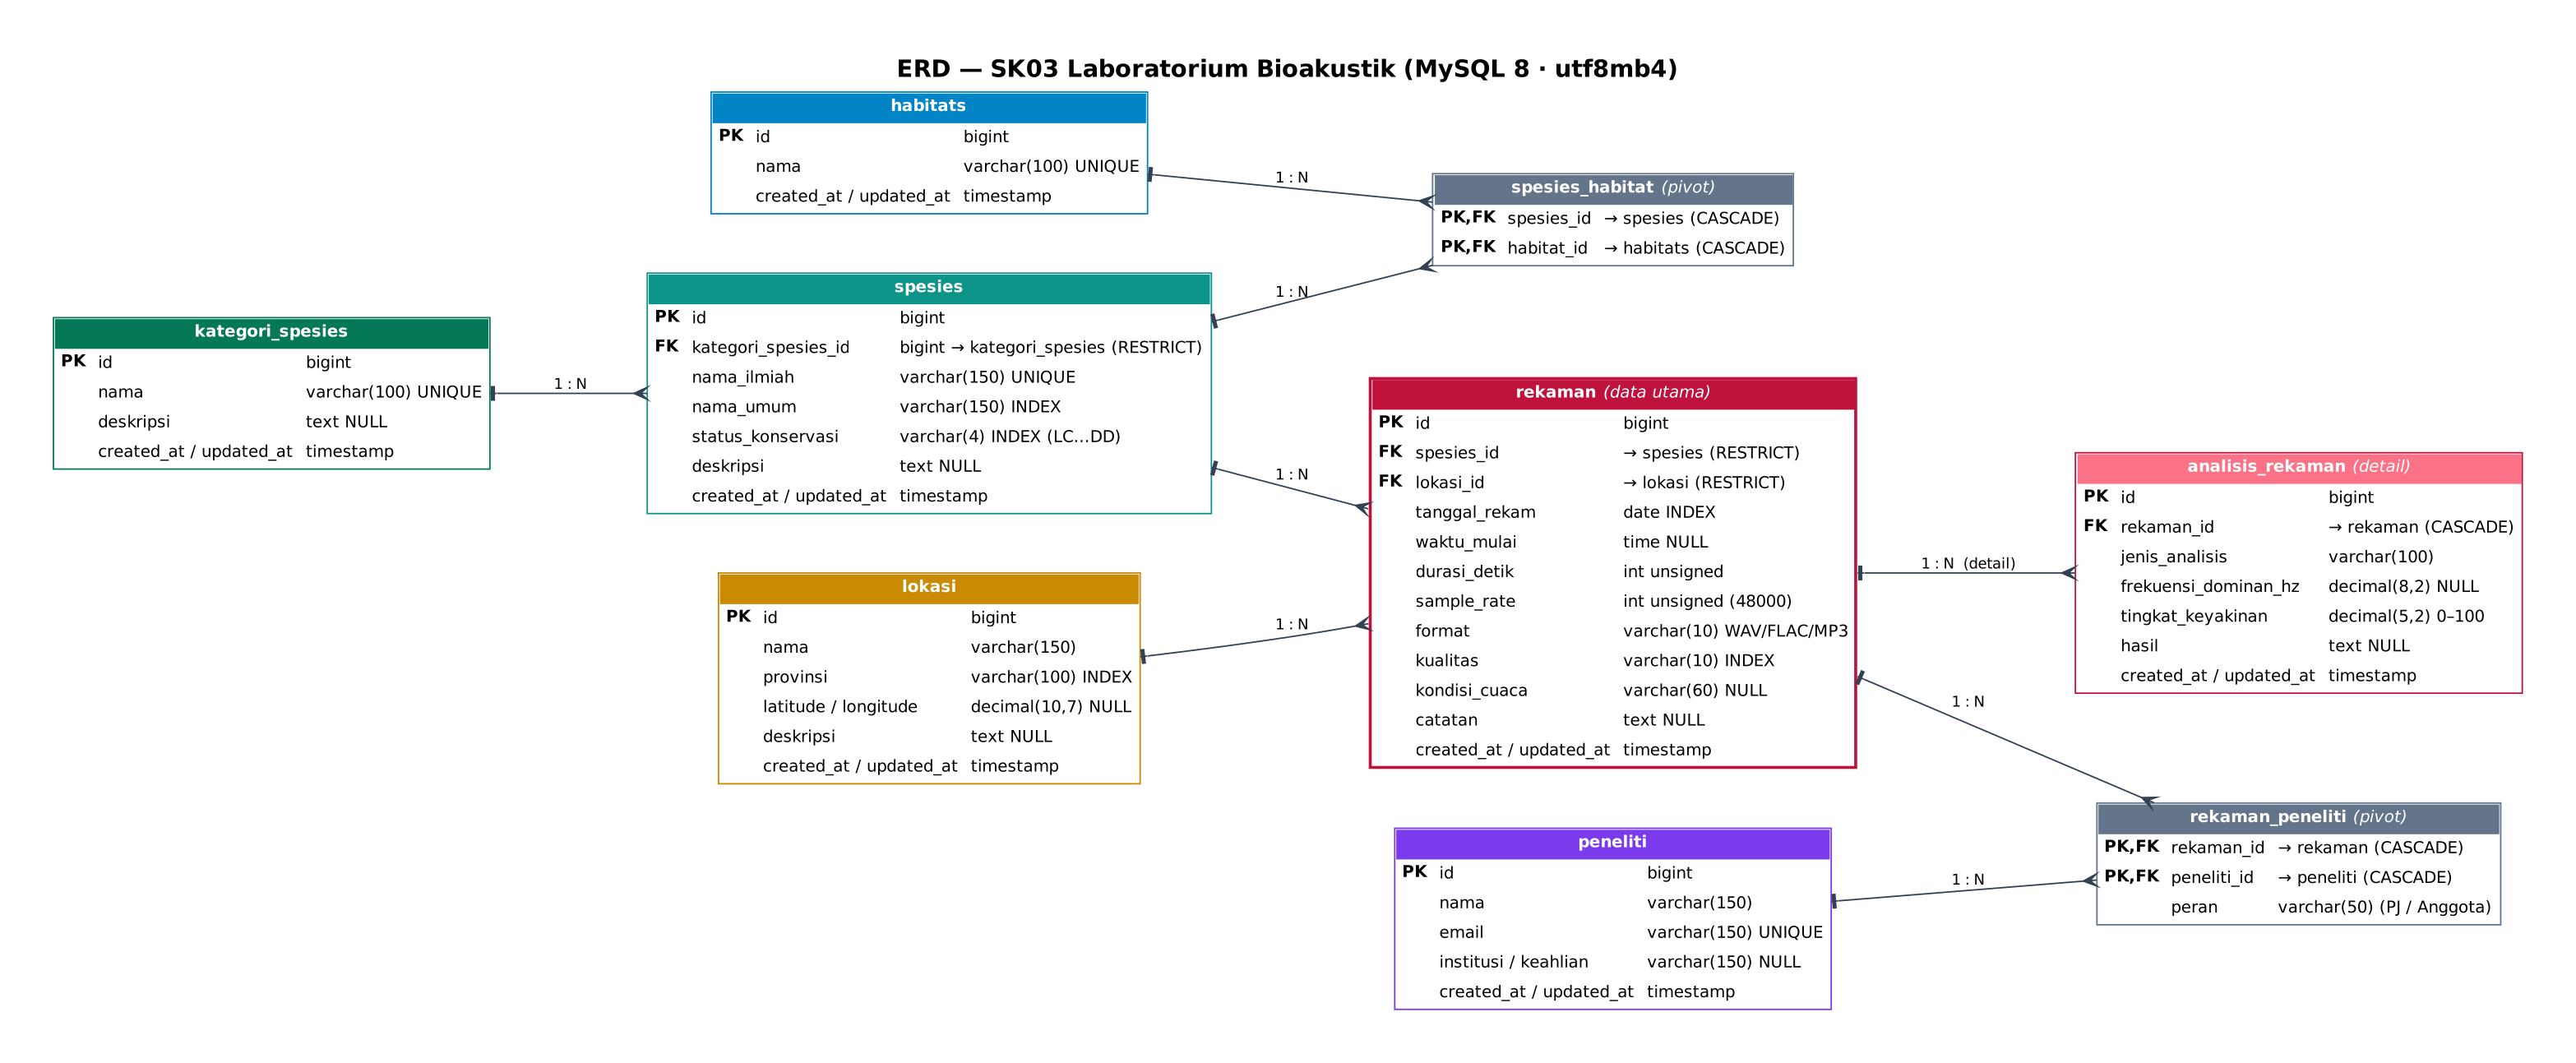 ERD — SK03 Laboratorium Bioakustik (MySQL 8 · utf8mb4)
habitats
PK id bigint
nama varchar(100) UNIQUE
created_at / updated_at timestamp
1 : N
spesies_habitat (pivot)
PK,FK spesies_id → spesies (CASCADE)
PK,FK habitat_id → habitats (CASCADE)
1 : N
kategori_spesies
PK id bigint
nama varchar(100) UNIQUE
deskripsi text NULL
created_at / updated_at timestamp
1 : N
spesies
PK id bigint
FK kategori_spesies_id bigint → kategori_spesies (RESTRICT)
nama_ilmiah varchar(150) UNIQUE
nama_umum varchar(150) INDEX
status_konservasi varchar(4) INDEX (LC...DD)
deskripsi text NULL
created_at / updated_at timestamp
1 : N
lokasi
PK id bigint
nama varchar(150)
provinsi varchar(100) INDEX
latitude / longitude decimal(10,7) NULL
deskripsi text NULL
created_at / updated_at timestamp
1 : N
rekaman (data utama)
PK id bigint
FK spesies_id → spesies (RESTRICT)
FK lokasi_id → lokasi (RESTRICT)
tanggal_rekam date INDEX
waktu_mulai time NULL
durasi_detik int unsigned
sample_rate int unsigned (48000)
format varchar(10) WAV/FLAC/MP3
kualitas varchar(10) INDEX
kondisi_cuaca varchar(60) NULL
catatan text NULL
created_at / updated_at timestamp
1 : N (detail)
analisis_rekaman (detail)
PK id bigint
FK rekaman_id → rekaman (CASCADE)
jenis_analisis varchar(100)
frekuensi_dominan_hz decimal(8,2) NULL
tingkat_keyakinan decimal(5,2) 0–100
hasil text NULL
created_at / updated_at timestamp
1 : N
peneliti
PK id bigint
nama varchar(150)
email varchar(150) UNIQUE
institusi / keahlian varchar(150) NULL
created_at / updated_at timestamp
1 : N
rekaman_peneliti (pivot)
PK,FK rekaman_id → rekaman (CASCADE)
PK,FK peneliti_id → peneliti (CASCADE)
peran varchar(50) (PJ / Anggota)